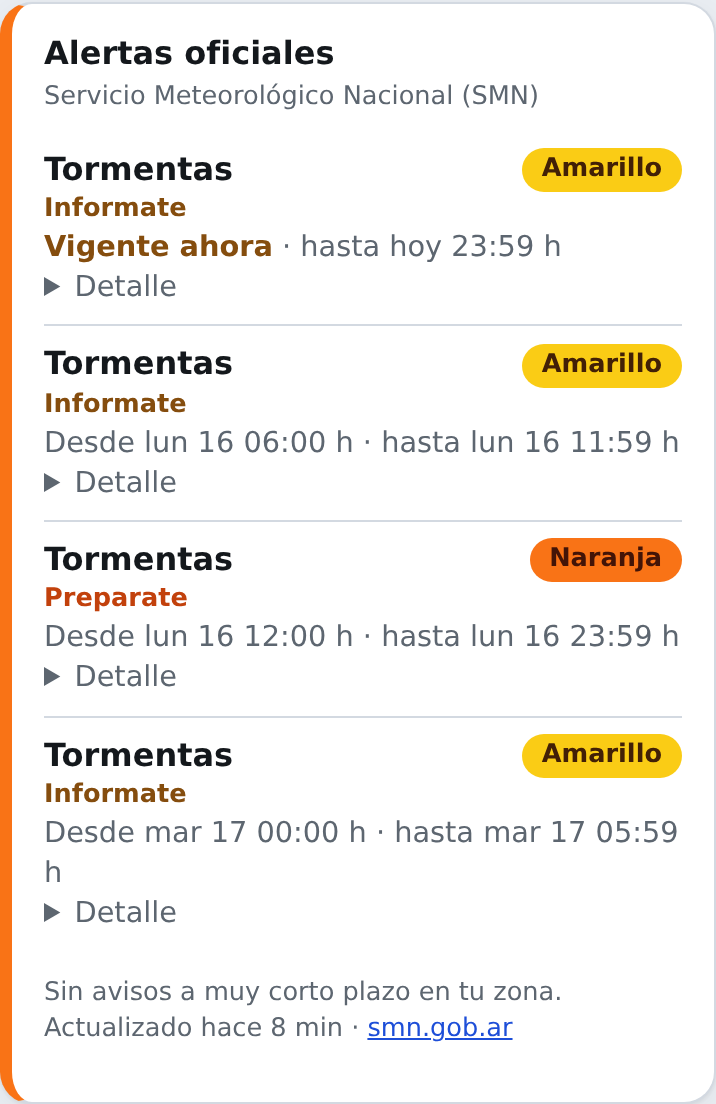 Alertas oficiales
Servicio Meteorológico Nacional (SMN)
Tormentas
Amarillo
Informate
Vigente ahora · hasta hoy 23:59 h
▶ Detalle
Tormentas
Amarillo
Informate
Desde lun 16 06:00 h · hasta lun 16 11:59 h
▶ Detalle
Tormentas
Naranja
Preparate
Desde lun 16 12:00 h · hasta lun 16 23:59 h
▶ Detalle
Tormentas
Amarillo
Informate
Desde mar 17 00:00 h · hasta mar 17 05:59
h
▶ Detalle
Sin avisos a muy corto plazo en tu zona.
Actualizado hace 8 min · smn.gob.ar